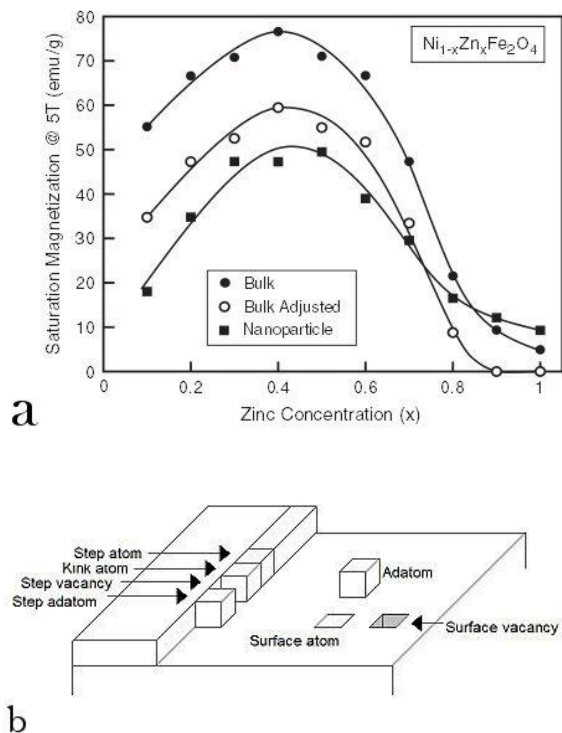 80
70
60
50
40
30
20
10
0
Saturation Magnetization @ 5T (emu/g)
Ni1-xZnxFe2O4
Bulk
Bulk Adjusted
Nanoparticle
0 0.2 0.4 0.6 0.8 1
Zinc Concentration (x)
a
Step atom
Kink atom
Step vacancy
Step adatom
Adatom
Surface atom
Surface vacancy
b